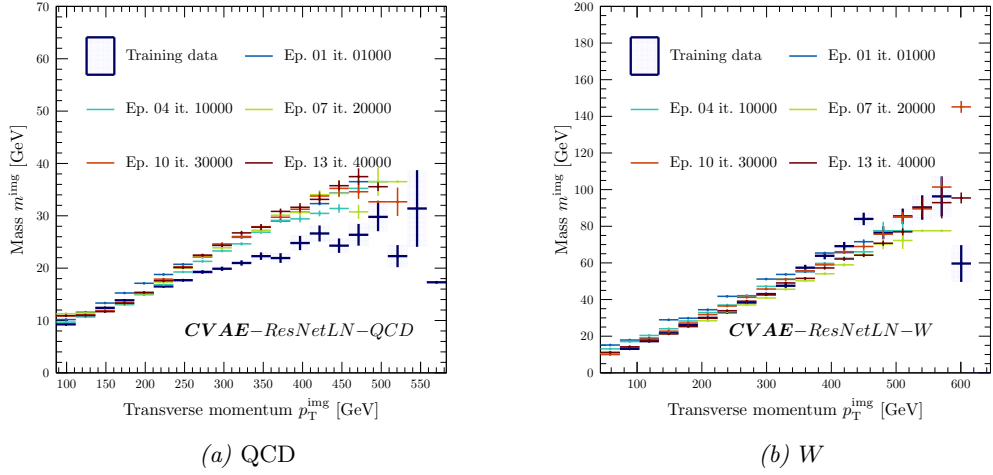 70
60
50
40
30
20
10
0
Mass m^img [GeV]
Training data
Ep. 01 it. 01000
Ep. 04 it. 10000
Ep. 07 it. 20000
Ep. 10 it. 30000
Ep. 13 it. 40000
CVAE−ResNetLN−QCD
100 150 200 250 300 350 400 450 500 550
Transverse momentum p_T^img [GeV]
(a) QCD
200
180
160
140
120
100
80
60
40
20
0
Mass m^img [GeV]
Training data
Ep. 01 it. 01000
Ep. 04 it. 10000
Ep. 07 it. 20000
Ep. 10 it. 30000
Ep. 13 it. 40000
CVAE−ResNetLN−W
100 200 300 400 500 600
Transverse momentum p_T^img [GeV]
(b) W